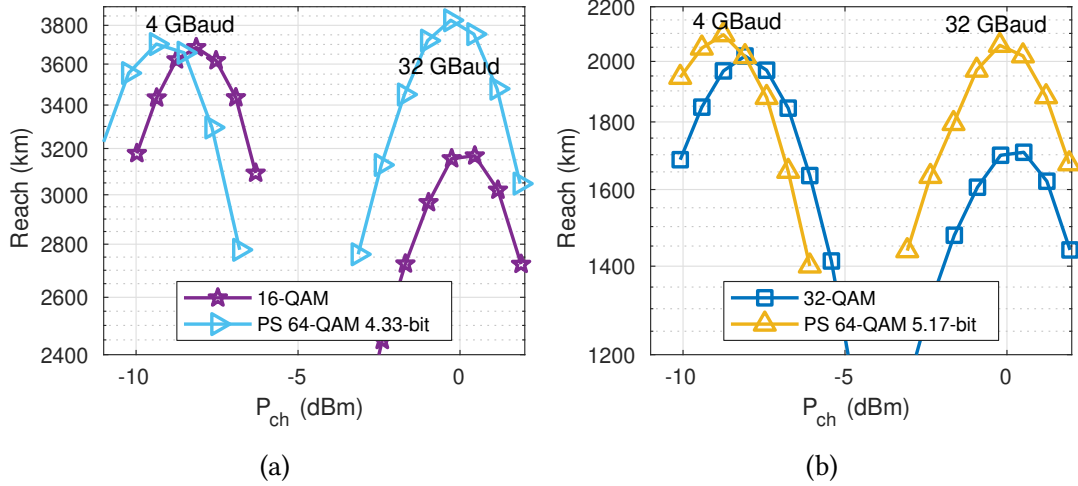 4 GBaud
32 GBaud
3800
3600
3400
3200
3000
2800
2600
2400
Reach (km)
16-QAM
PS 64-QAM 4.33-bit
-10
-5
0
P_ch (dBm)
(a)
4 GBaud
32 GBaud
2200
2000
1800
1600
1400
1200
Reach (km)
32-QAM
PS 64-QAM 5.17-bit
-10
-5
0
P_ch (dBm)
(b)